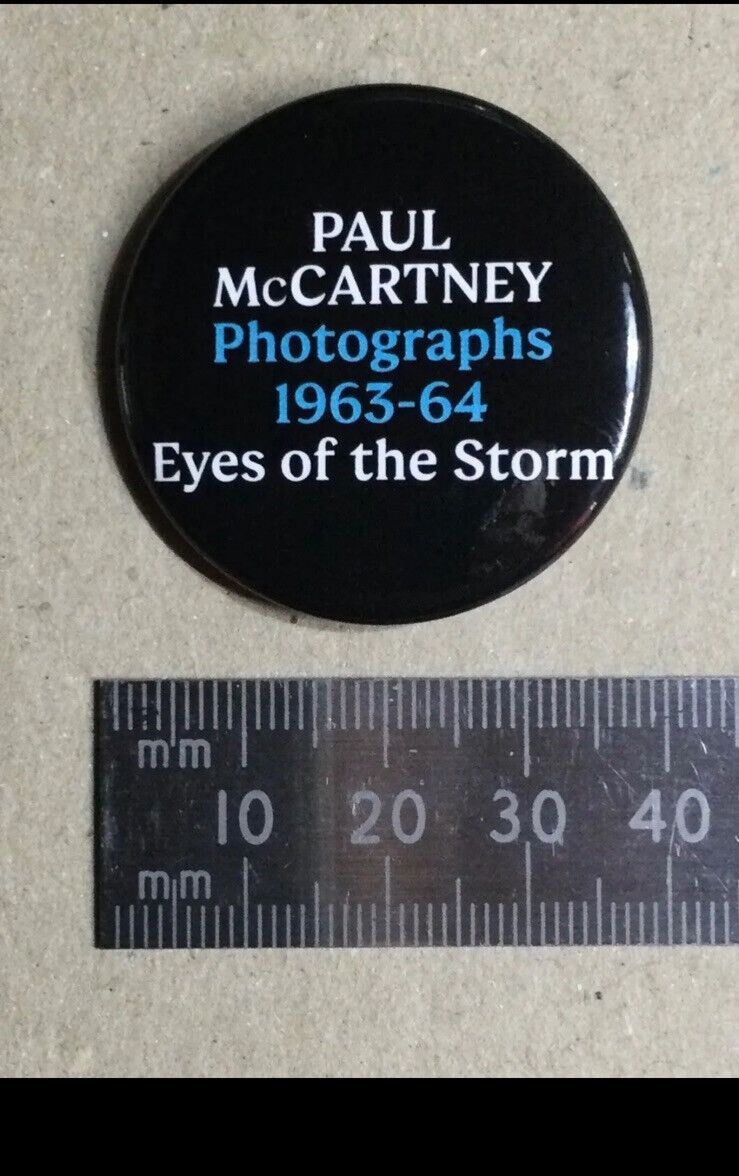 PAUL
McCARTNEY
Photographs
1963-64
Eyes of the Storm
mm
10 20 30 40
mm